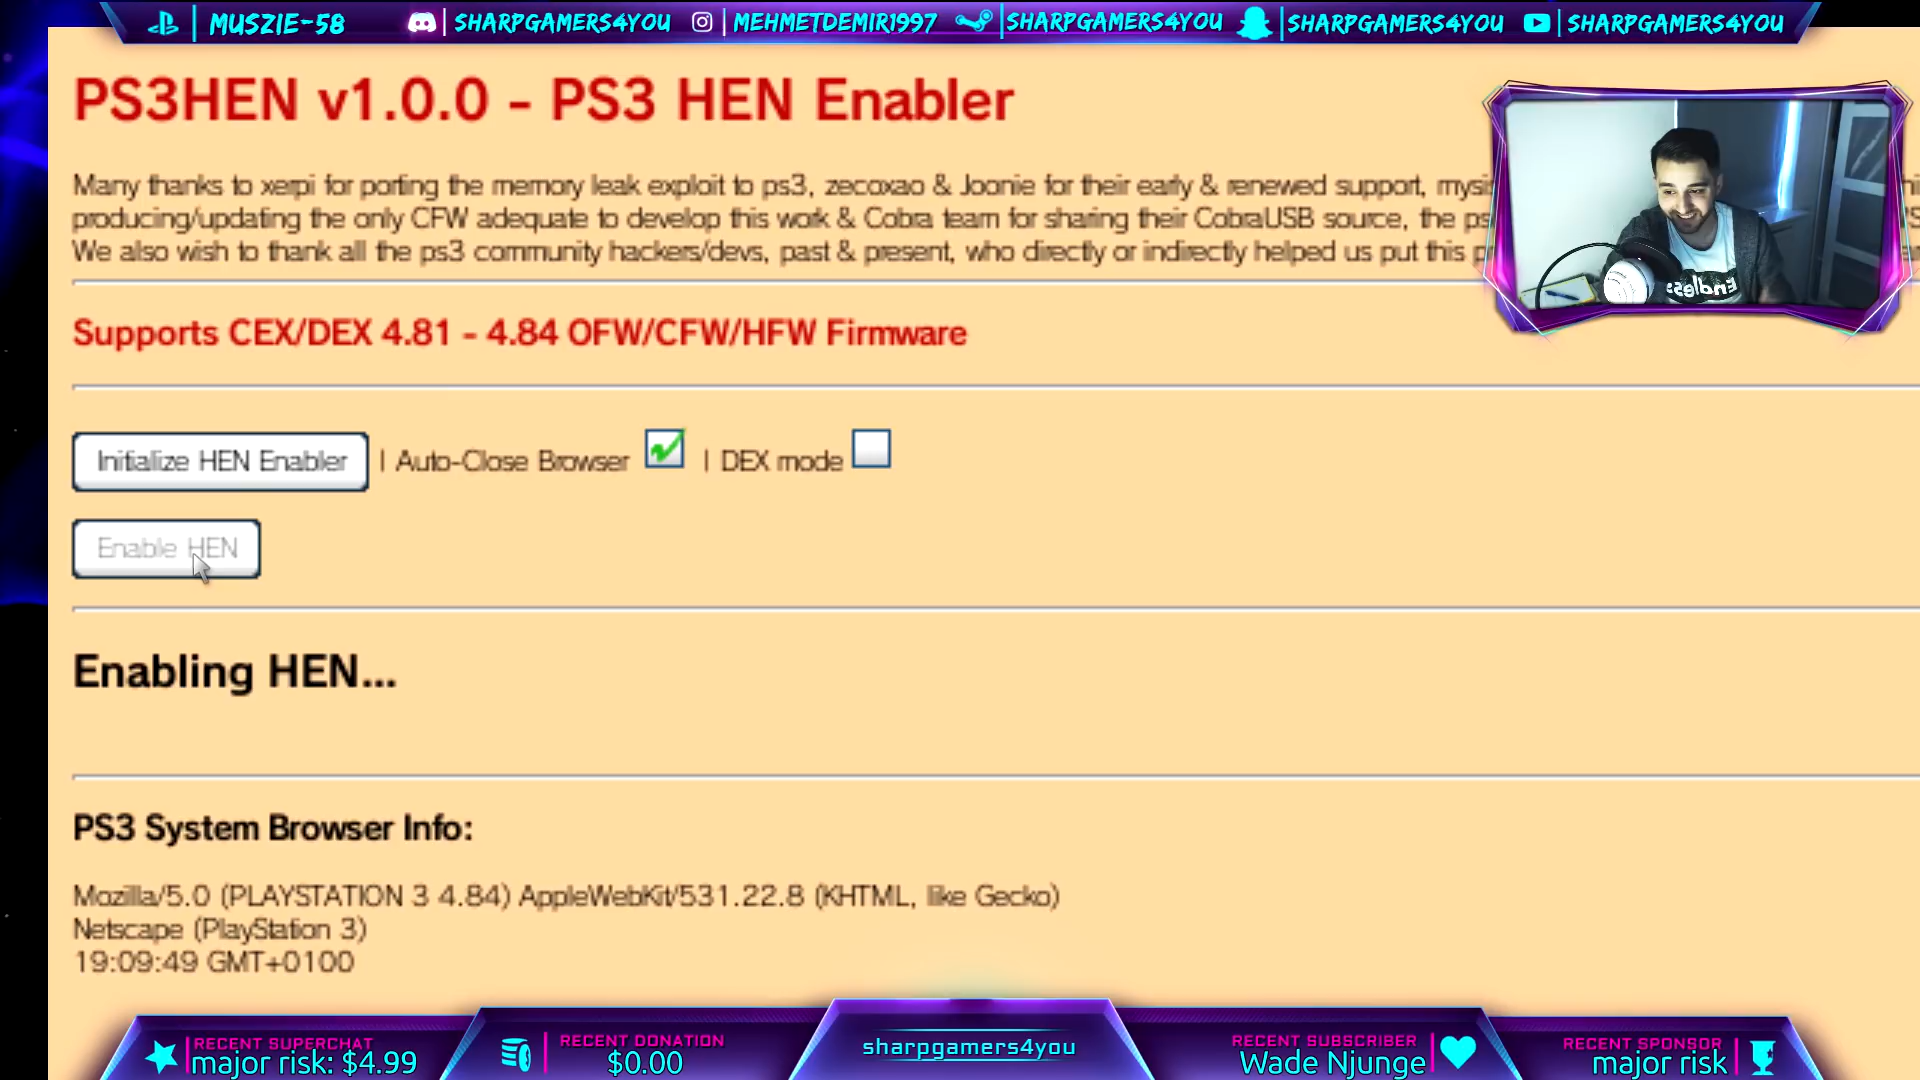 MUSZIE-58 SHARPGAMERS4YOU MEHMETDEMIR1997 SHARPGAMERS4YOU SHARPGAMERS4YOU SHARPGAMERS4YOU
PS3HEN v1.0.0 - PS3 HEN Enabler
Many thanks to xerpi for porting the memory leak exploit to ps3, zecoxao & Joonie for their early & renewed support,
producing/updating the only CFW adequate to develop this work & Cobra team for sharing their CobraUSB source, the
We also wish to thank all the ps3 community hackers/devs, past & present, who directly or indirectly helped us put this
Endless
Supports CEX/DEX 4.81 - 4.84 OFW/CFW/HFW Firmware
Initialize HEN Enabler | Auto-Close Browser | DEX mode
Enable HEN
Enabling HEN...
PS3 System Browser Info:
Mozilla/5.0 (PLAYSTATION 3 4.84) AppleWebKit/531.22.8 (KHTML, like Gecko)
Netscape (PlayStation 3)
19:09:49 GMT+0100
RECENT SUPERCHAT
major risk: $4.99
RECENT DONATION
$0.00
sharpgamers4you
RECENT SUBSCRIBER
Wade Njunge
RECENT SPONSOR
major risk